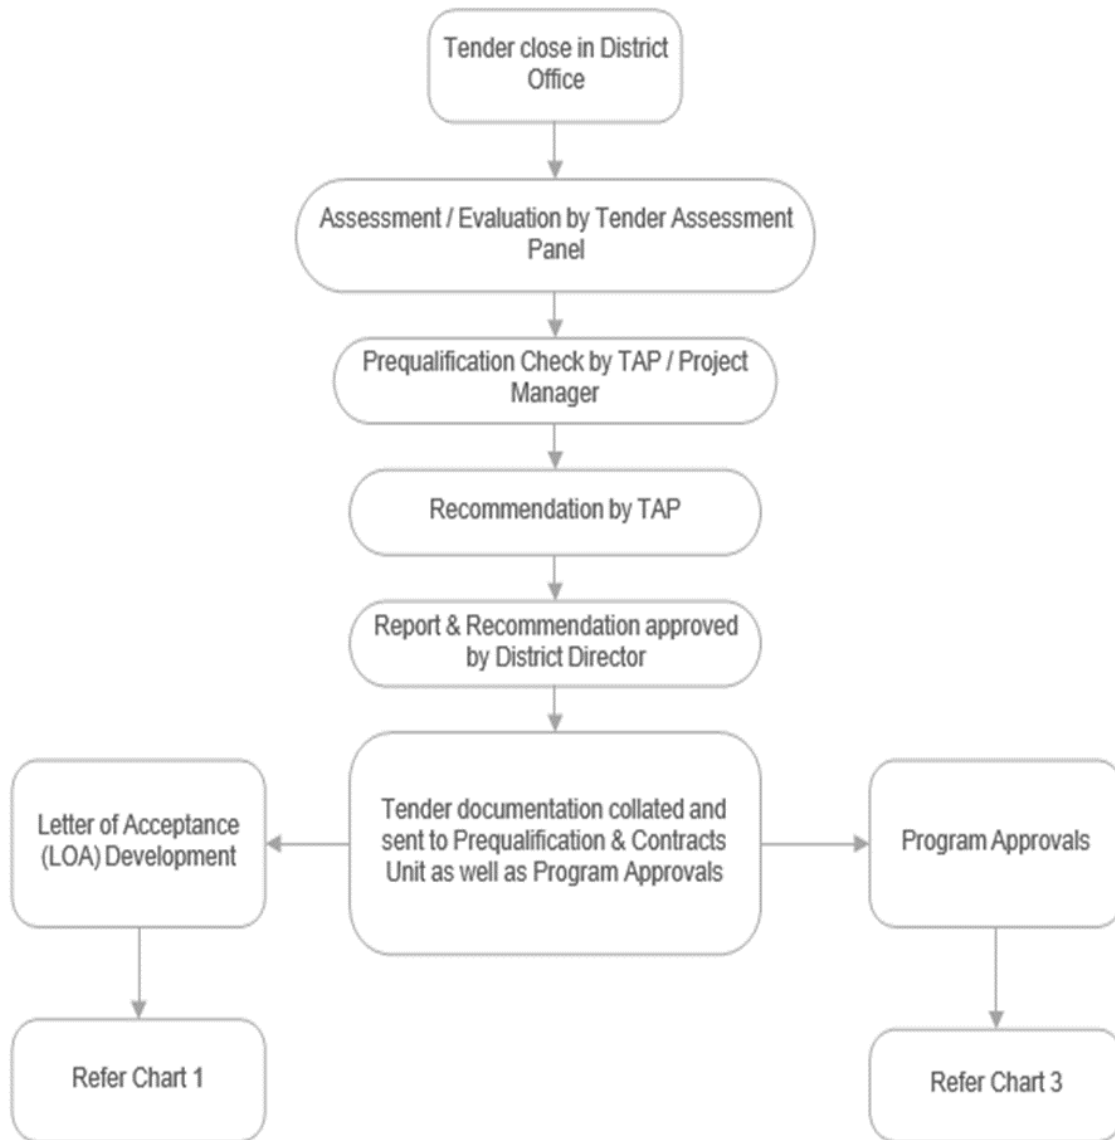 Tender close in District
Office
Assessment / Evaluation by Tender Assessment
Panel
Prequalification Check by TAP / Project
Manager
Recommendation by TAP
Report & Recommendation approved
by District Director
Tender documentation collated and
sent to Prequalification & Contracts
Unit as well as Program Approvals
Letter of Acceptance
(LOA) Development
Program Approvals
Refer Chart 1
Refer Chart 3